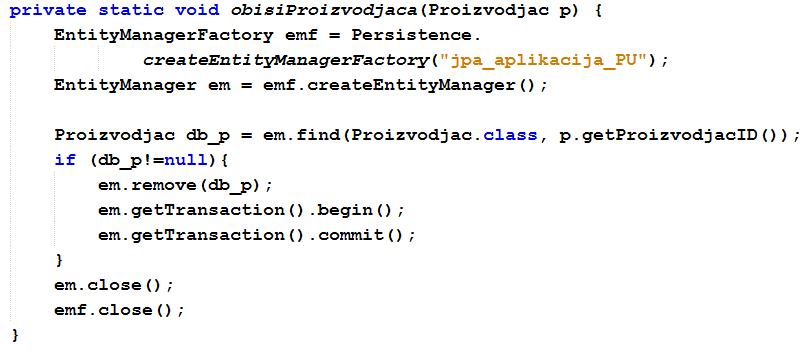 private static void obisiProizvodjaca(Proizvodjac p) {
    EntityManagerFactory emf = Persistence.
            createEntityManagerFactory("jpa_aplikacija_PU");
    EntityManager em = emf.createEntityManager();

    Proizvodjac db_p = em.find(Proizvodjac.class, p.getProizvodjacID());
    if (db_p!=null){
        em.remove(db_p);
        em.getTransaction().begin();
        em.getTransaction().commit();
    }
    em.close();
    emf.close();
}